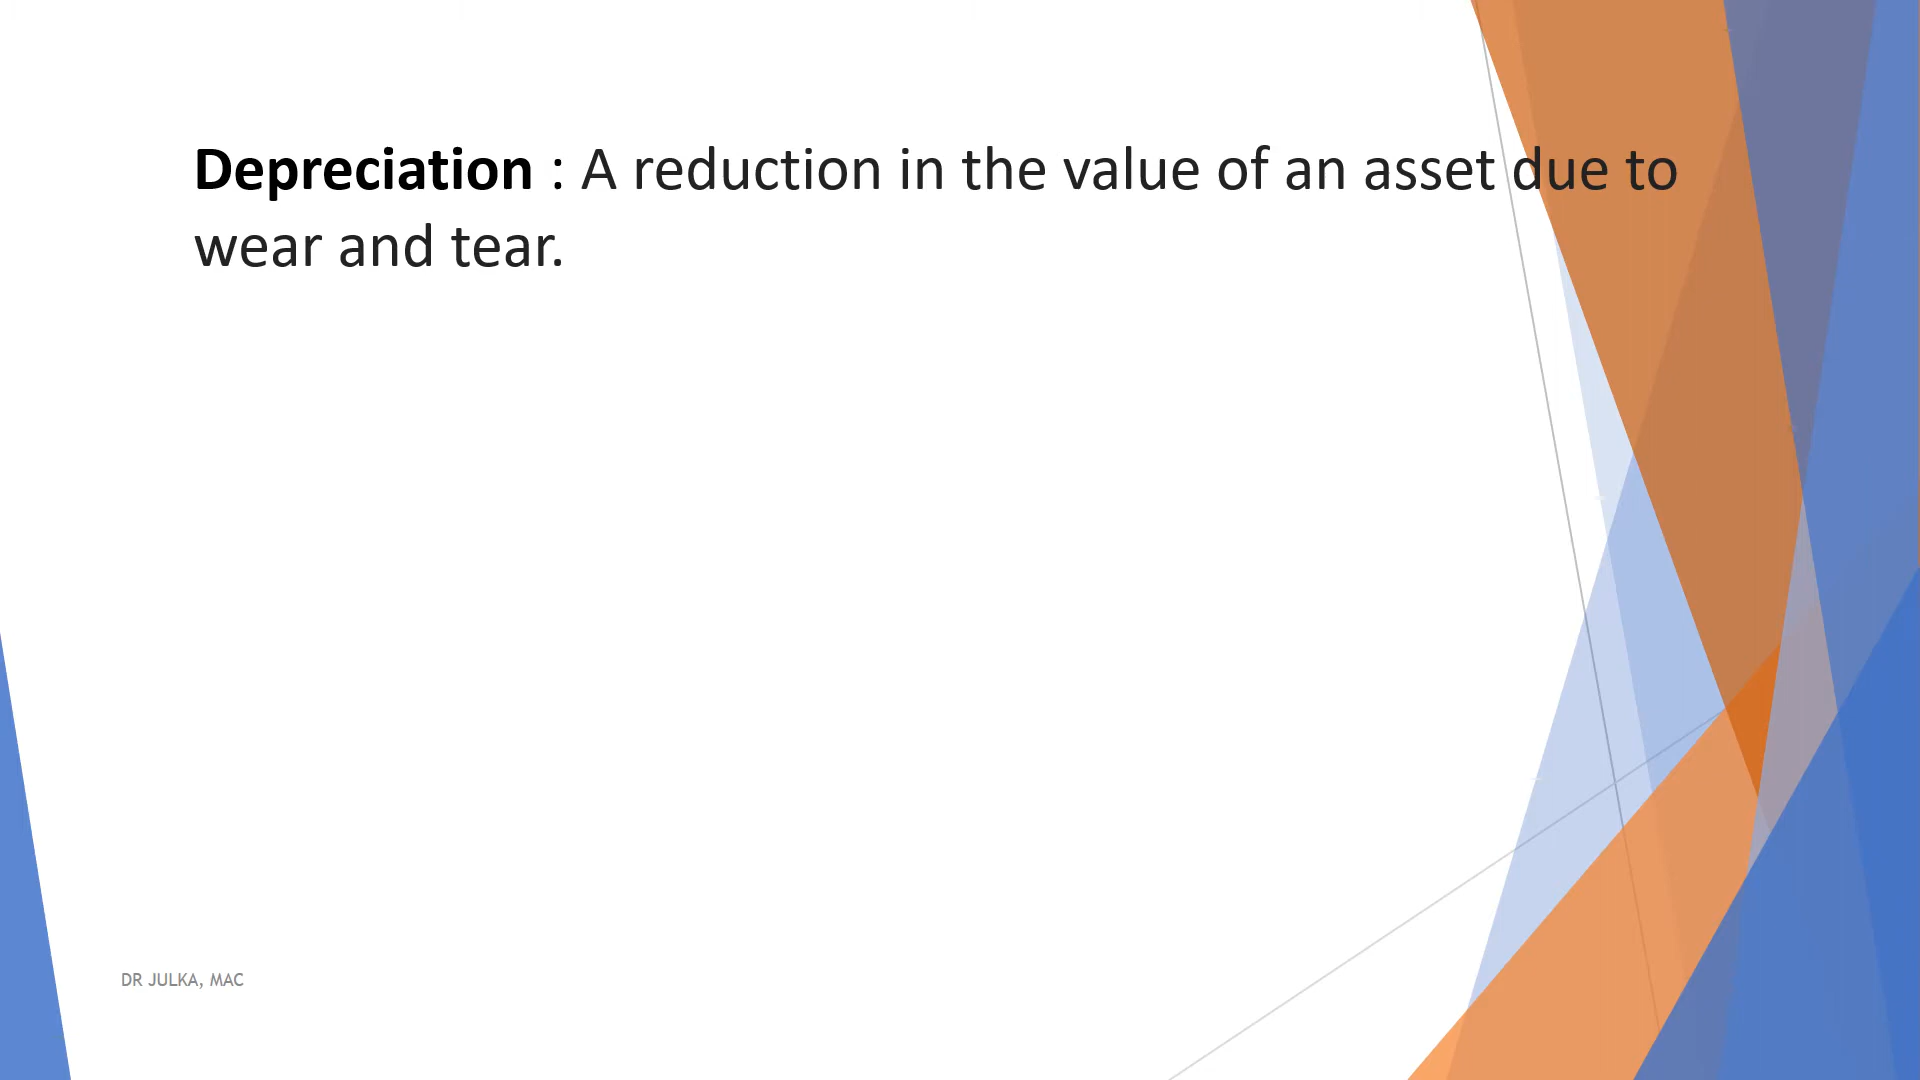 Depreciation : A reduction in the value of an asset due to
wear and tear.
DR JULKA, MAC